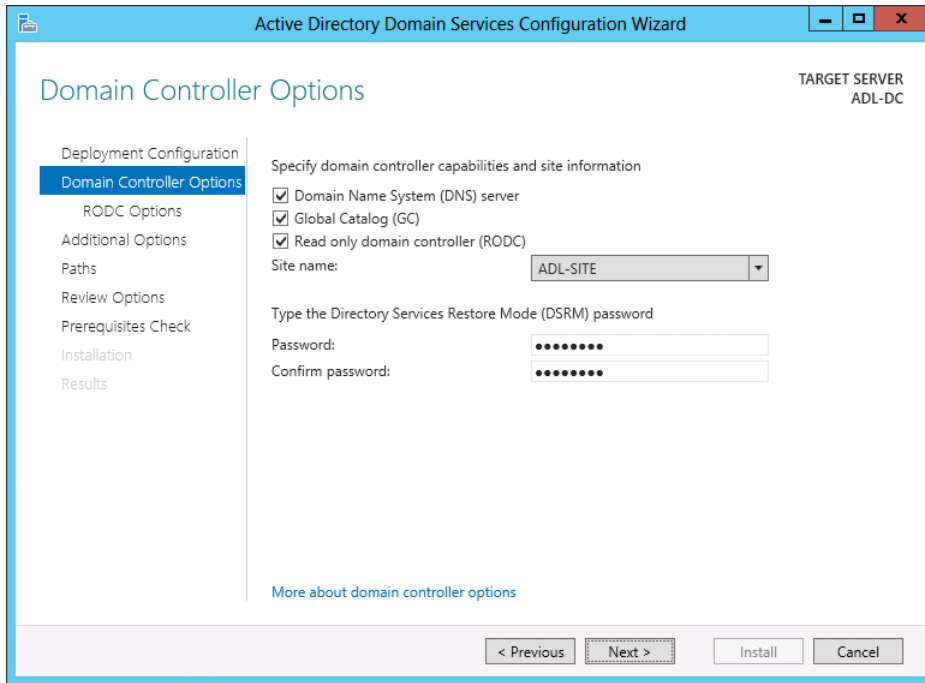 Active Directory Domain Services Configuration Wizard
Domain Controller Options
TARGET SERVER
ADL-DC
Deployment Configuration
Domain Controller Options
RODC Options
Additional Options
Paths
Review Options
Prerequisites Check
Installation
Results
Specify domain controller capabilities and site information
Domain Name System (DNS) server
Global Catalog (GC)
Read only domain controller (RODC)
Site name: ADL-SITE
Type the Directory Services Restore Mode (DSRM) password
Password: ●●●●●●●●
Confirm password: ●●●●●●●●
More about domain controller options
< Previous Next > Install Cancel